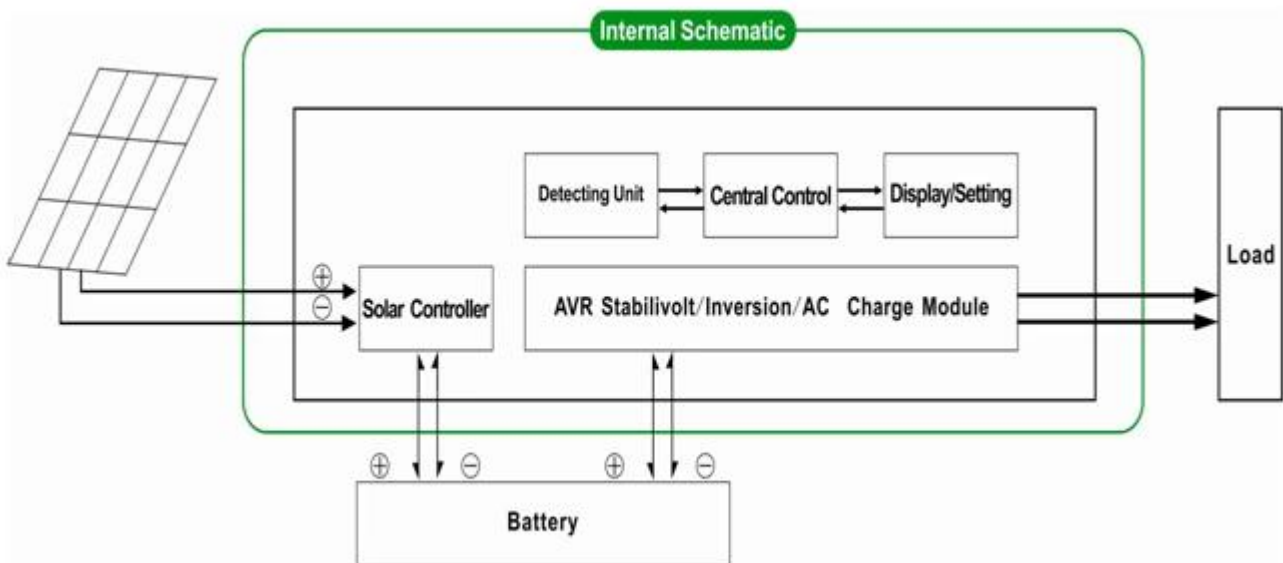 Internal Schematic
Detecting Unit
Central Control
Display/Setting
Load
⊕
⊖
Solar Controller
AVR Stabilivolt/Inversion/AC Charge Module
⊕ ⊖ ⊕ ⊖
Battery